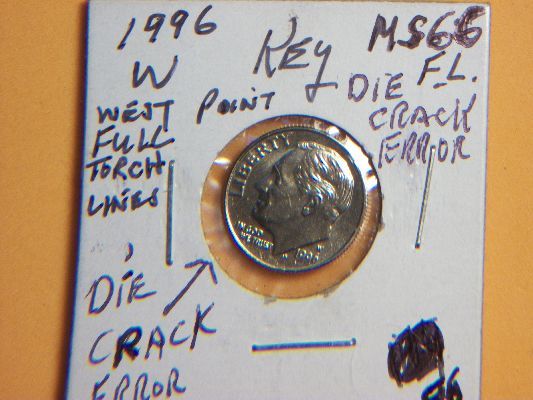 1996
W
WEST POINT
FULL
TORCH
LINES
KEY
MS66
F.L.
DIE
CRACK
ERROR
LIBERTY
IN GOD
WE TRUST
1996
DIE
CRACK
ERROR